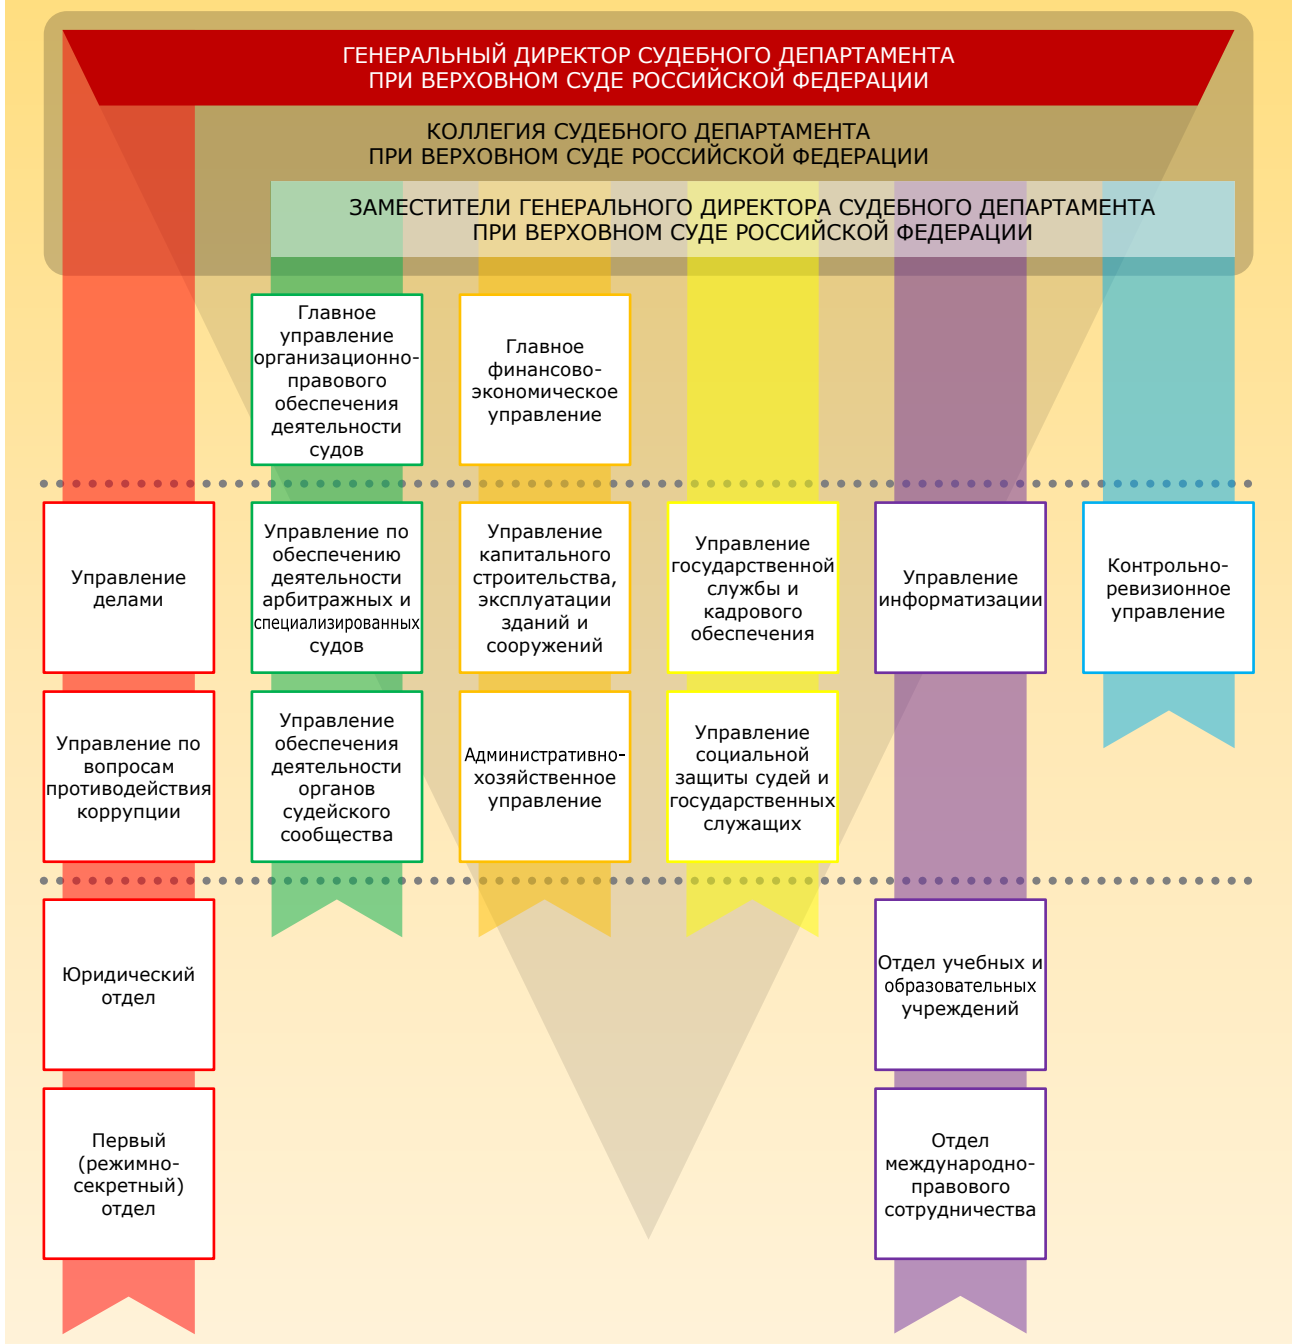 ГЕНЕРАЛЬНЫЙ ДИРЕКТОР СУДЕБНОГО ДЕПАРТАМЕНТА
ПРИ ВЕРХОВНОМ СУДЕ РОССИЙСКОЙ ФЕДЕРАЦИИ
КОЛЛЕГИЯ СУДЕБНОГО ДЕПАРТАМЕНТА
ПРИ ВЕРХОВНОМ СУДЕ РОССИЙСКОЙ ФЕДЕРАЦИИ
ЗАМЕСТИТЕЛИ ГЕНЕРАЛЬНОГО ДИРЕКТОРА СУДЕБНОГО ДЕПАРТАМЕНТА
ПРИ ВЕРХОВНОМ СУДЕ РОССИЙСКОЙ ФЕДЕРАЦИИ
Главное
управление
организационно-
правового
обеспечения
деятельности
судов
Главное
финансово-
экономическое
управление
Управление
делами
Управление по
обеспечению
деятельности
арбитражных и
специализированных
судов
Управление
капитального
строительства,
эксплуатации
зданий и
сооружений
Управление
государственной
службы и
кадрового
обеспечения
Управление
информатизации
Контрольно-
ревизионное
управление
Управление по
вопросам
противодействия
коррупции
Управление
обеспечения
деятельности
органов
судейского
сообщества
Административно-
хозяйственное
управление
Управление
социальной
защиты судей и
государственных
служащих
Юридический
отдел
Отдел учебных и
образовательных
учреждений
Первый
(режимно-
секретный)
отдел
Отдел
международно-
правового
сотрудничества